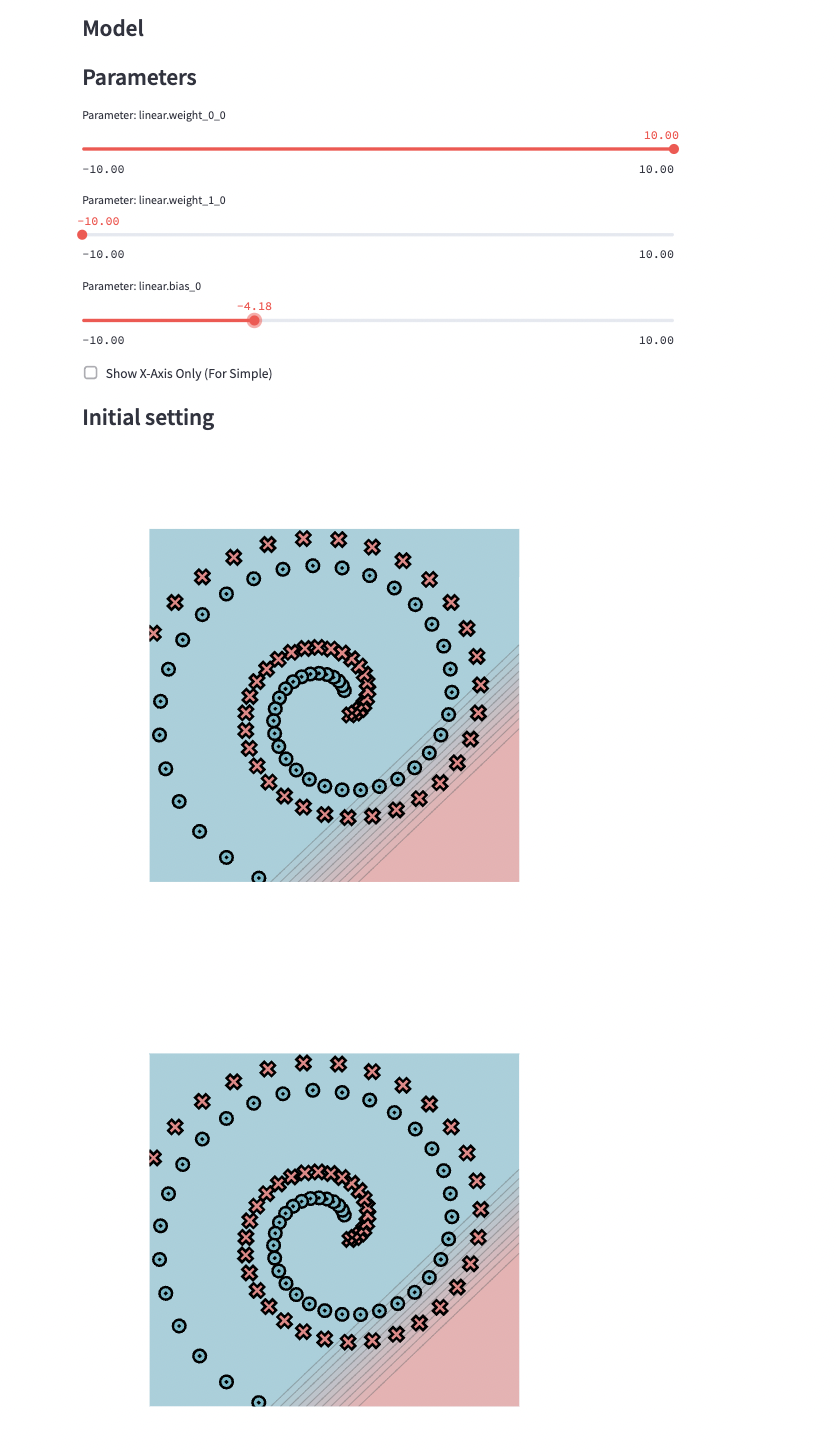 Model
Parameters
Parameter: linear.weight_0_0
10.00
-10.00 10.00
Parameter: linear.weight_1_0
-10.00
-10.00 10.00
Parameter: linear.bias_0
-4.18
-10.00 10.00
Show X-Axis Only (For Simple)
Initial setting